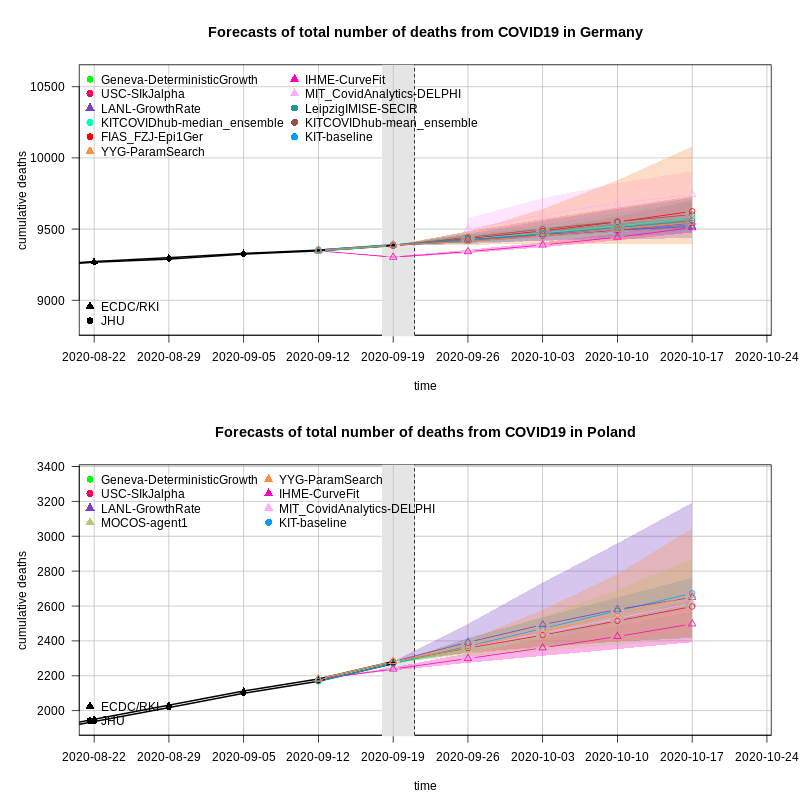 Forecasts of total number of deaths from COVID19 in Germany
cumulative deaths
10500
10000
9500
9000
Geneva-DeterministicGrowth
USC-SIkJalpha
LANL-GrowthRate
KITCOVIDhub-median_ensemble
FIAS_FZJ-Epi1Ger
YYG-ParamSearch
IHME-CurveFit
MIT_CovidAnalytics-DELPHI
LeipzigIMISE-SECIR
KITCOVIDhub-mean_ensemble
KIT-baseline
ECDC/RKI
JHU
2020-08-22 2020-08-29 2020-09-05 2020-09-12 2020-09-19 2020-09-26 2020-10-03 2020-10-10 2020-10-17 2020-10-24
time
Forecasts of total number of deaths from COVID19 in Poland
cumulative deaths
3400
3200
3000
2800
2600
2400
2200
2000
Geneva-DeterministicGrowth
USC-SIkJalpha
LANL-GrowthRate
MOCOS-agent1
YYG-ParamSearch
IHME-CurveFit
MIT_CovidAnalytics-DELPHI
KIT-baseline
ECDC/RKI
JHU
2020-08-22 2020-08-29 2020-09-05 2020-09-12 2020-09-19 2020-09-26 2020-10-03 2020-10-10 2020-10-17 2020-10-24
time